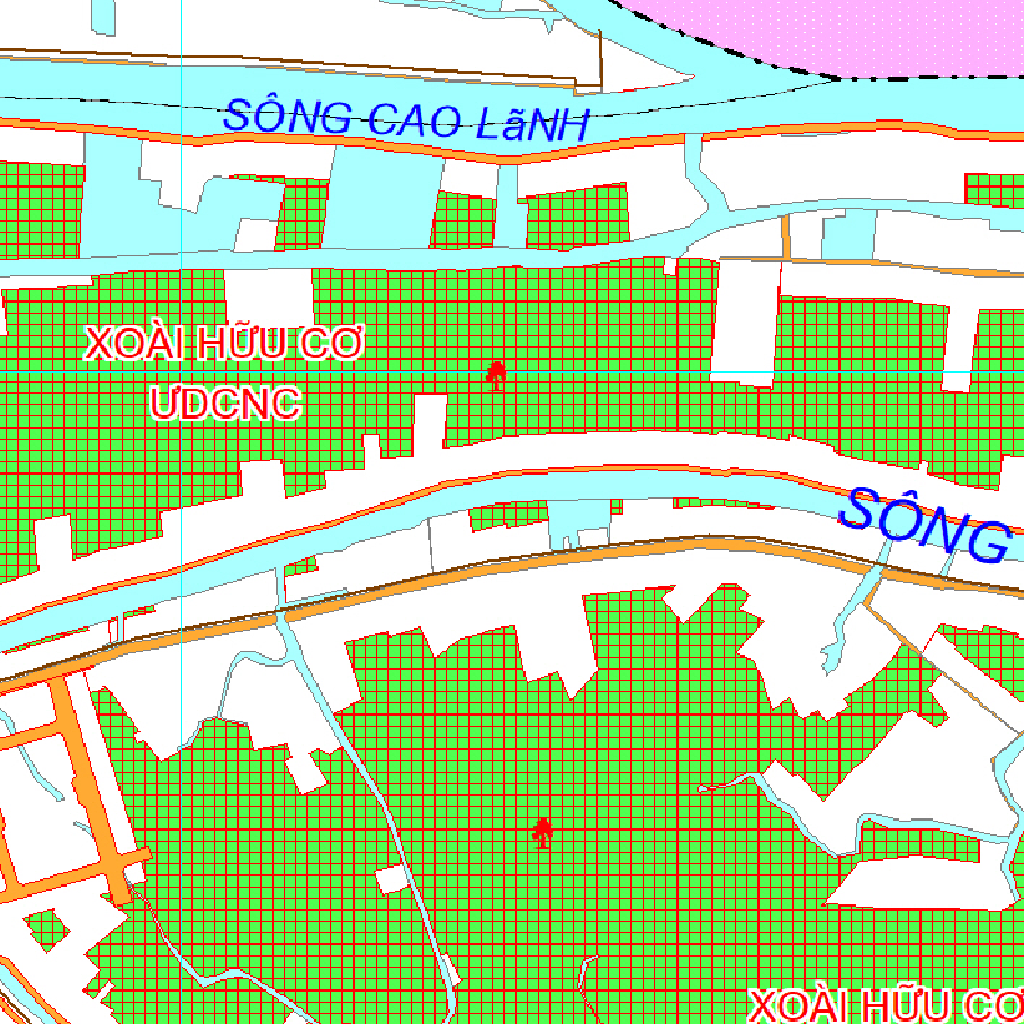 SÔNG CAO LãNH
XOÀI HỮU CƠ
ƯDCNC
SÔNG
XOÀI HỮU CƠ